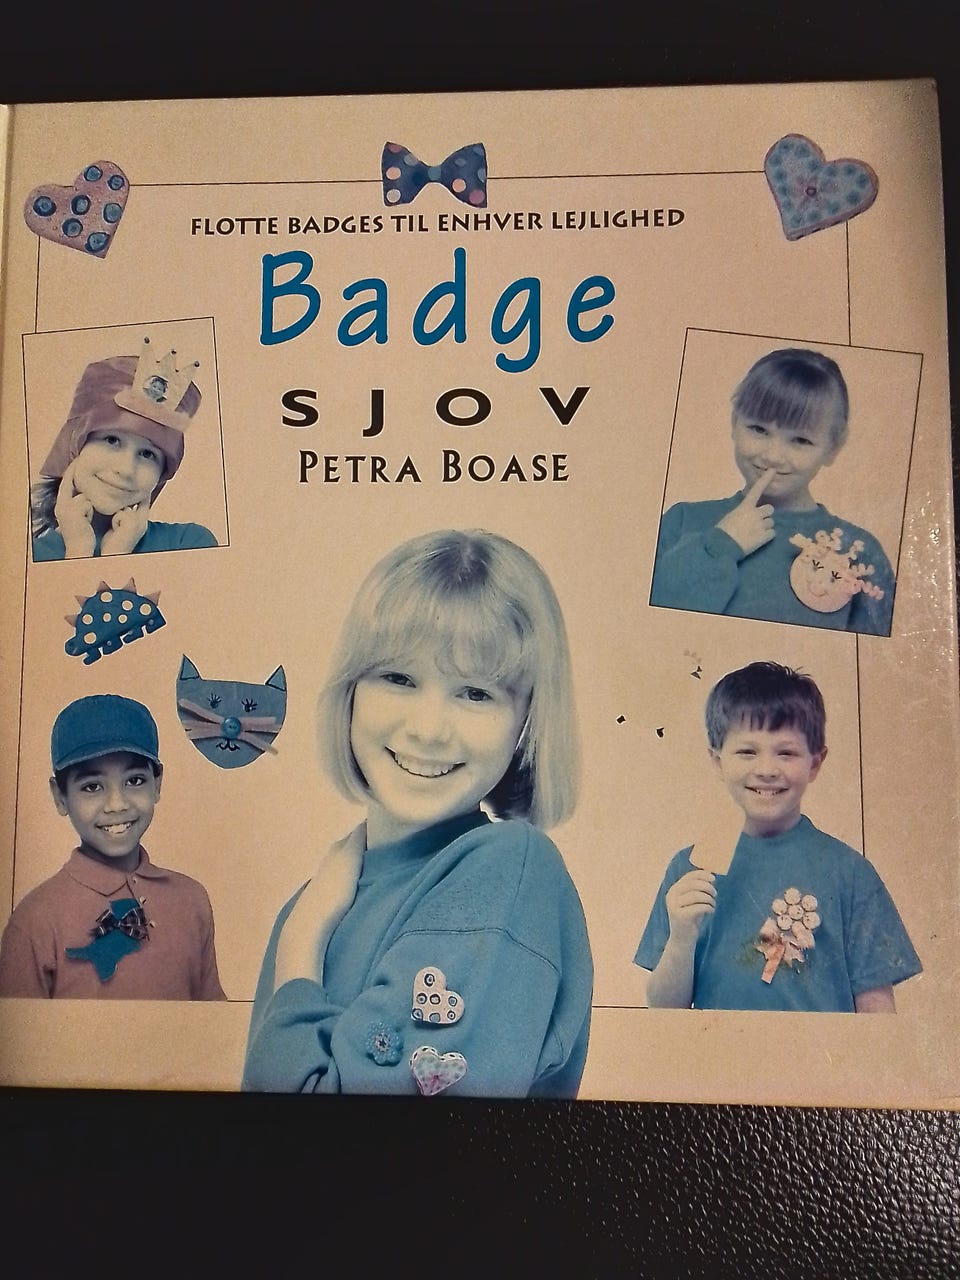 FLOTTE BADGES TIL ENHVER LEJLIGHED
Badge
SJOV
PETRA BOASE